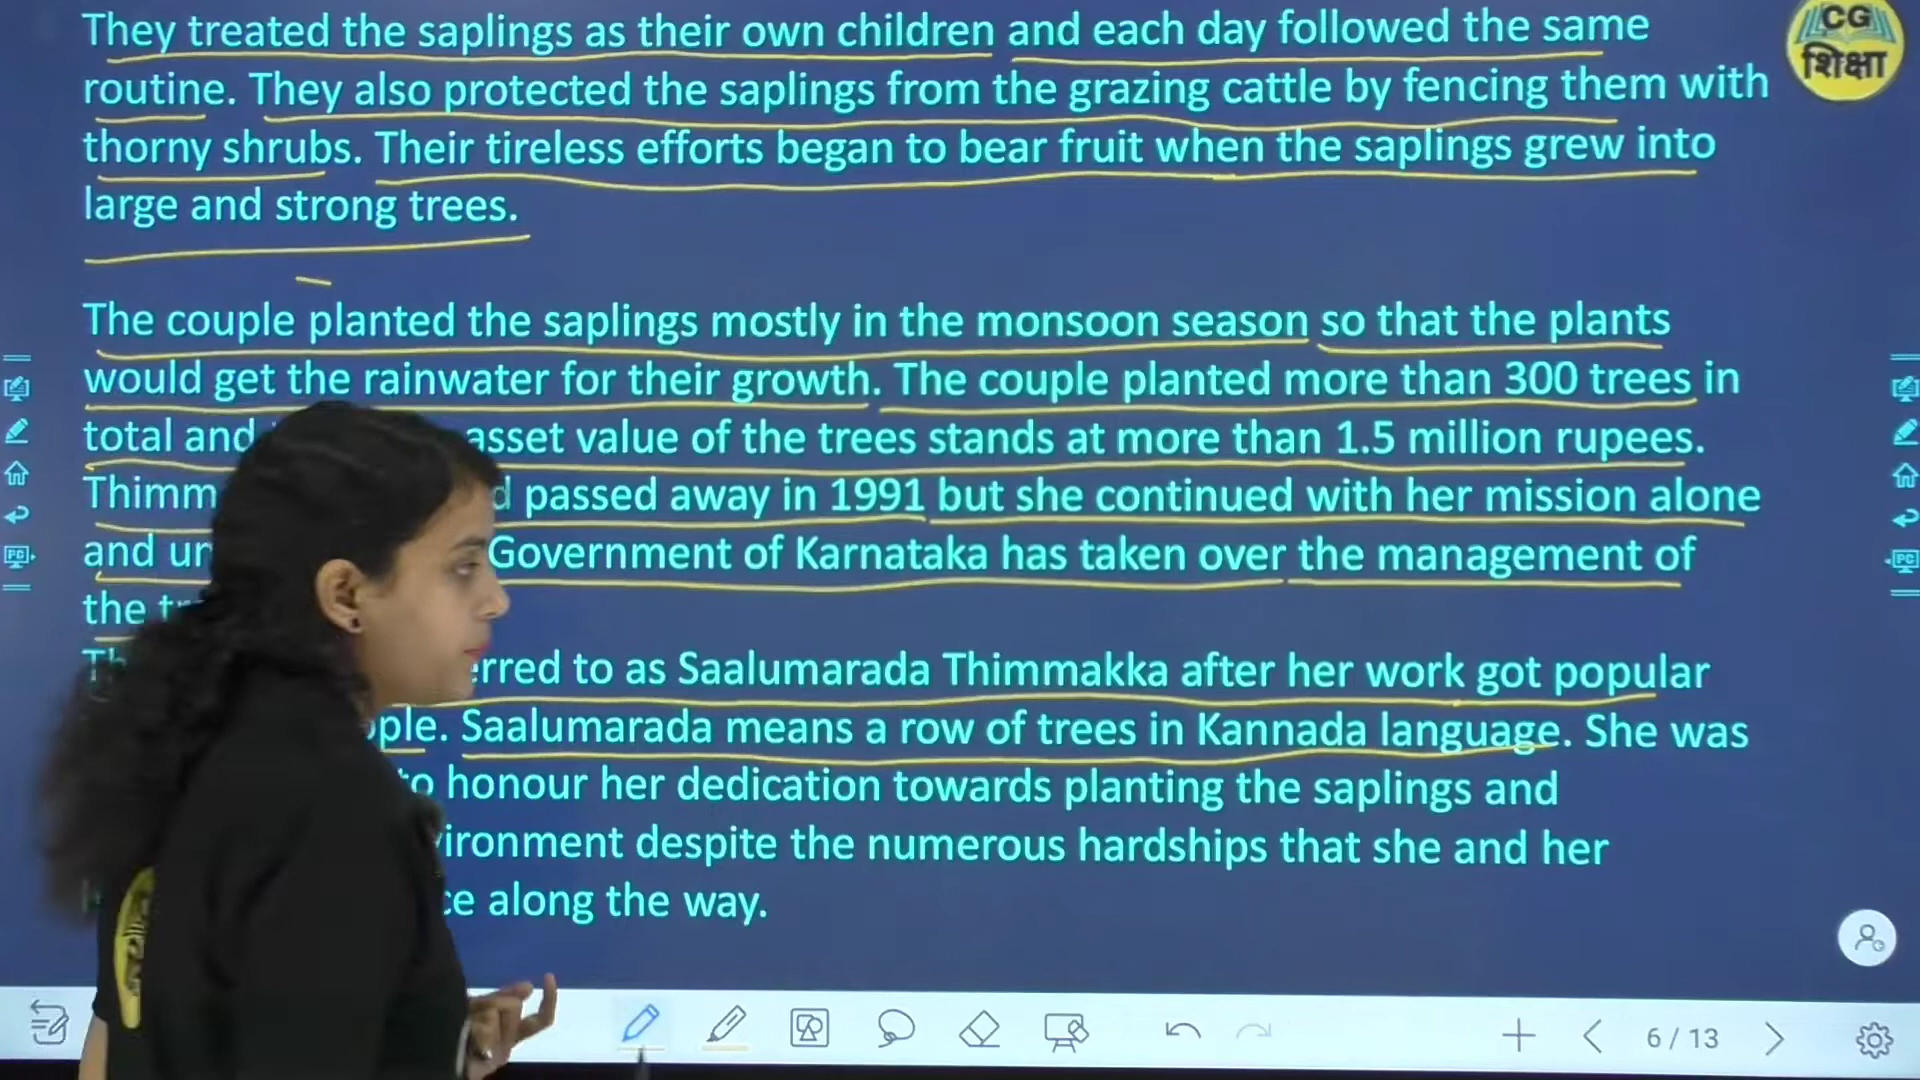 CG
शिक्षा
They treated the saplings as their own children and each day followed the same
routine. They also protected the saplings from the grazing cattle by fencing them with
thorny shrubs. Their tireless efforts began to bear fruit when the saplings grew into
large and strong trees.
The couple planted the saplings mostly in the monsoon season so that the plants
would get the rainwater for their growth. The couple planted more than 300 trees in
total and asset value of the trees stands at more than 1.5 million rupees.
passed away in 1991 but she continued with her mission alone
and Government of Karnataka has taken over the management of
the
to as Saalumarada Thimmakka after her work got popular
Saalumarada means a row of trees in Kannada language. She was
to honour her dedication towards planting the saplings and
despite the numerous hardships that she and her
along the way.
6 / 13